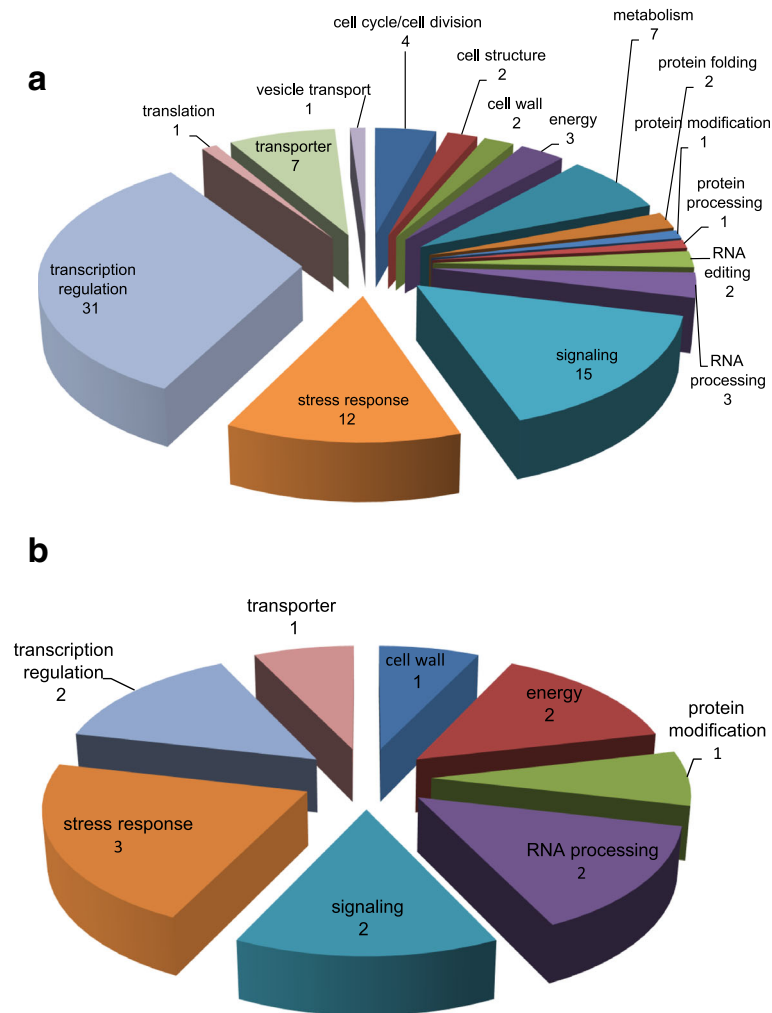 a
cell cycle/cell division
4
cell structure
2
cell wall
2
energy
3
metabolism
7
protein folding
2
protein modification
1
protein
processing
1
RNA
editing
2
RNA
processing
3
signaling
15
stress response
12
transcription
regulation
31
translation
1
transporter
7
vesicle transport
1
b
cell wall
1
energy
2
protein
modification
1
RNA processing
2
signaling
2
stress response
3
transcription
regulation
2
transporter
1